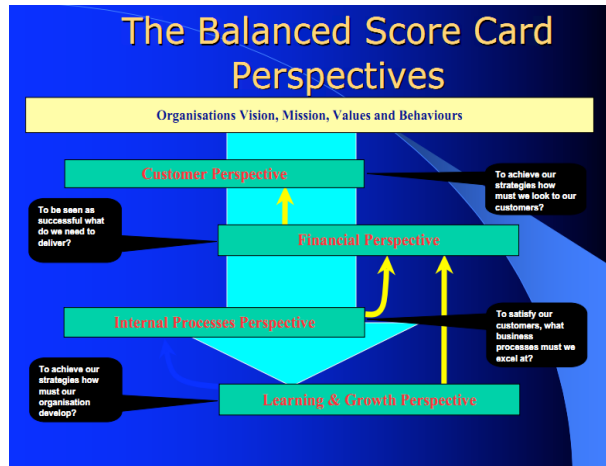 The Balanced Score Card
Perspectives
Organisations Vision, Mission, Values and Behaviours
Customer Perspective
To achieve our
strategies how
must we look to our
customers?
To be seen as
successful what
do we need to
deliver?
Financial Perspective
Internal Processes Perspective
To satisfy our
customers, what
business
processes must we
excel at?
To achieve our
strategies how
must our
organisation
develop?
Learning & Growth Perspective